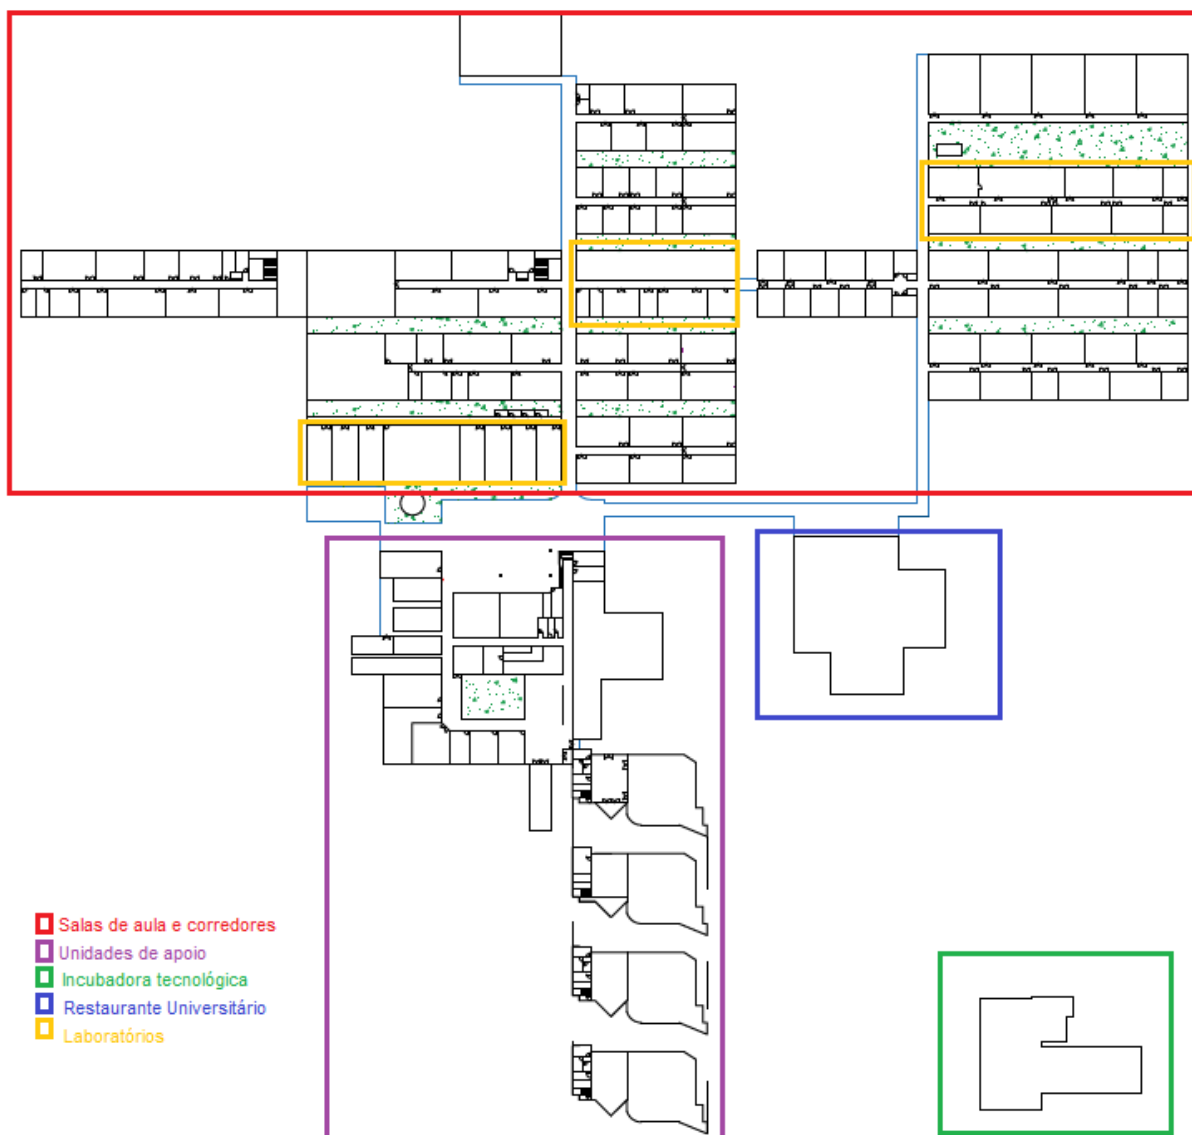 Salas de aula e corredores
Unidades de apoio
Incubadora tecnológica
Restaurante Universitário
Laboratórios